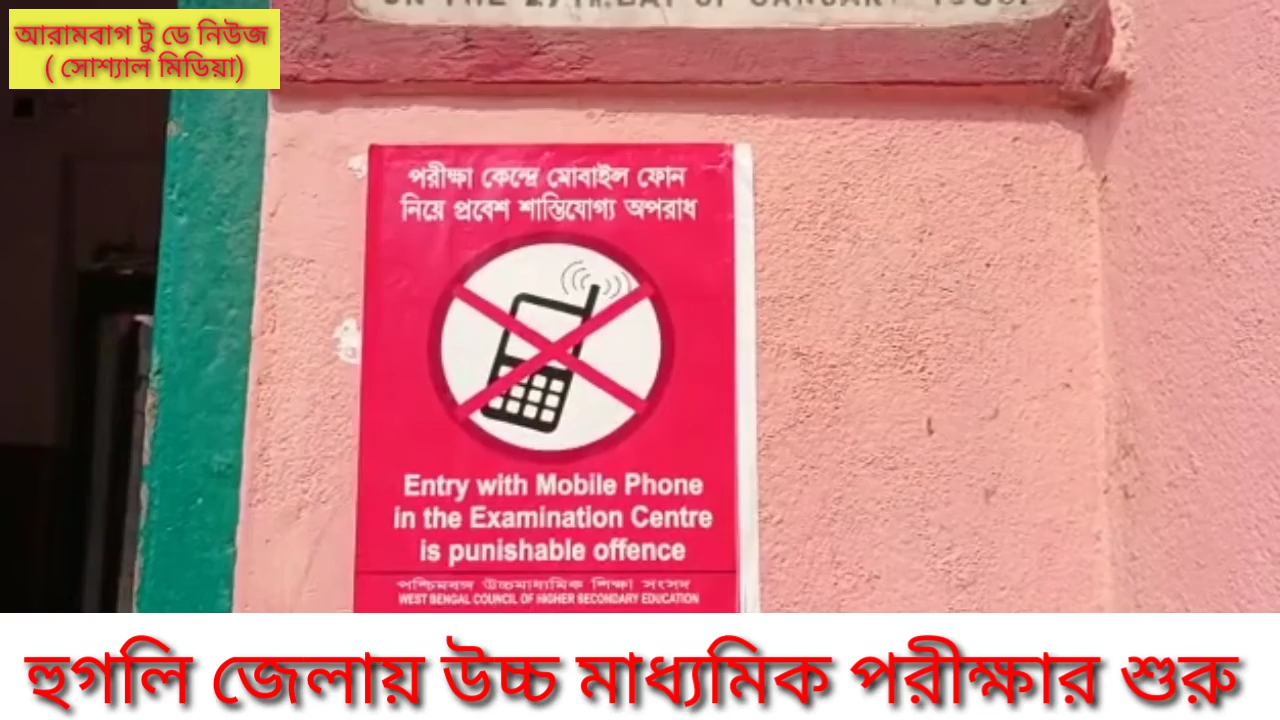 আরামবাগ টু ডে নিউজ
( সোশ্যাল মিডিয়া)
পরীক্ষা কেন্দ্রে মোবাইল ফোন
নিয়ে প্রবেশ শাস্তিযোগ্য অপরাধ
Entry with Mobile Phone
in the Examination Centre
is punishable offence
পশ্চিমবঙ্গ উচ্চমাধ্যমিক শিক্ষা সংসদ
WEST BENGAL COUNCIL OF HIGHER SECONDARY EDUCATION
হুগলি জেলায় উচ্চ মাধ্যমিক পরীক্ষার শুরু